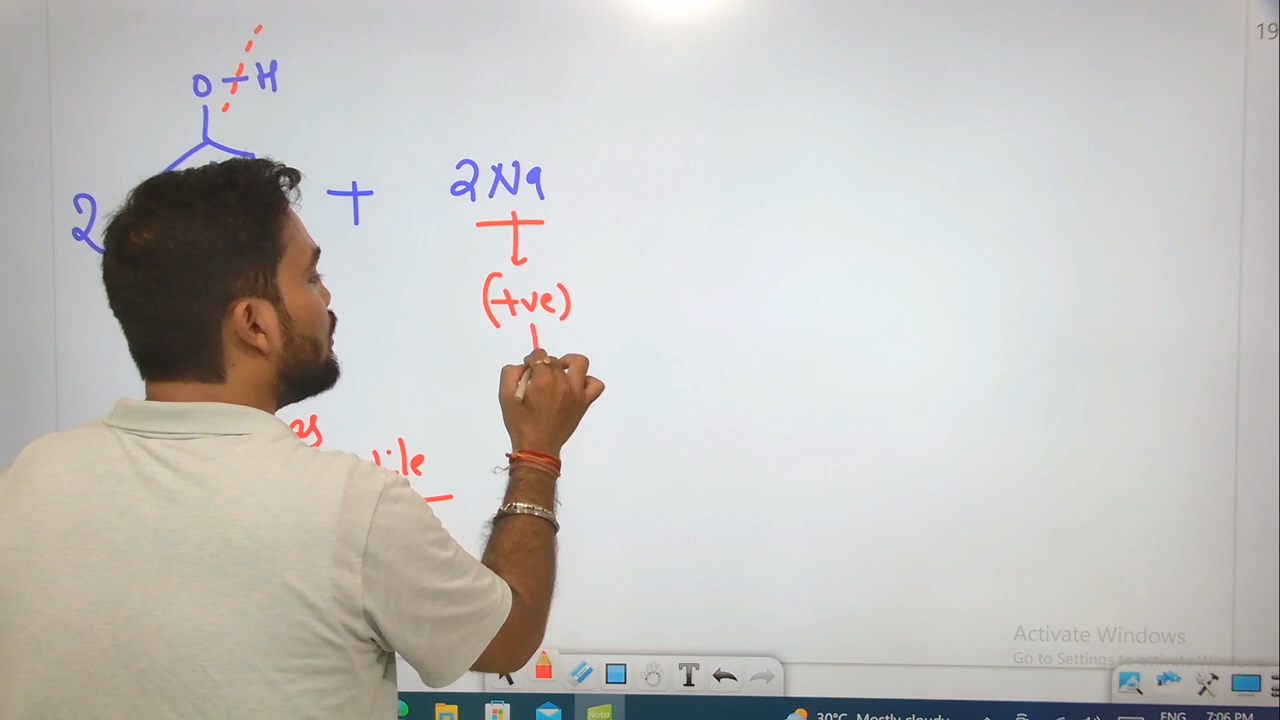 19
O-H
2 + 2Na
(+ve)
Activate Windows
Go to Settings to activate Windows
T
Note
30°C Mostly cloudy
ENG 7:06 PM